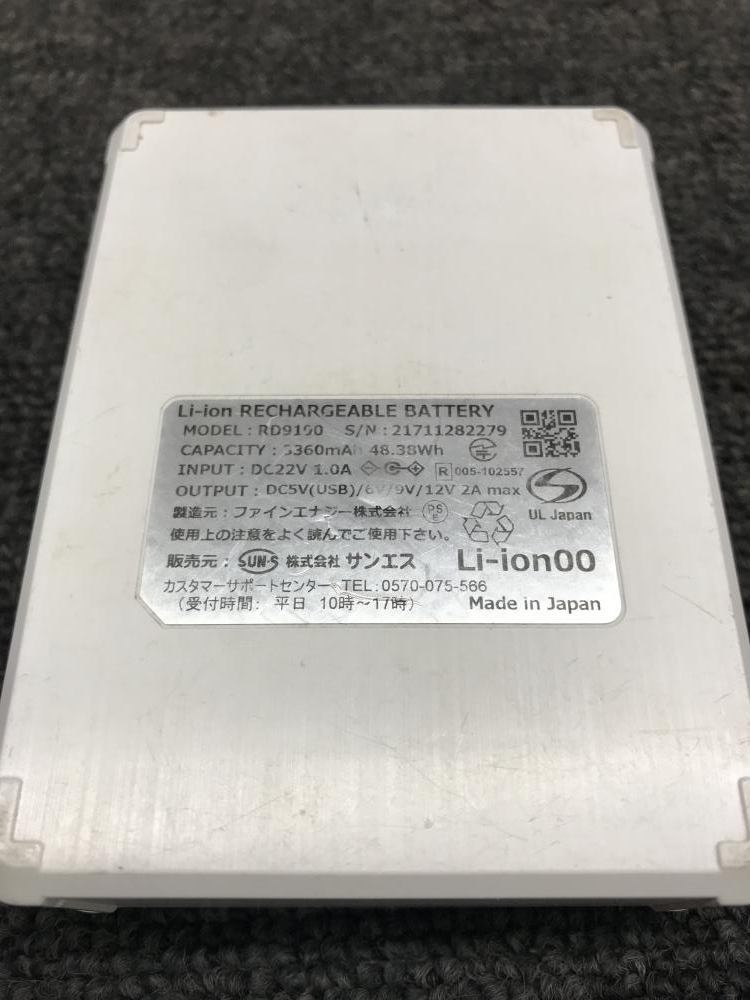 Li-ion RECHARGEABLE BATTERY
MODEL : RD9190 S/N : 21711282279
CAPACITY : 3360mAh 48.38Wh
INPUT : DC22V 1.0A R 005-102557
OUTPUT : DC5V(USB)/6V/9V/12V 2A max
UL Japan
製造元：ファインエナジー株式会社 PSE
使用上の注意をよく読んでご使用下さい。
販売元：SUN·S 株式会社 サンエス Li-ion00
カスタマーサポートセンター TEL:0570-075-566
(受付時間: 平日 10時～17時) Made in Japan